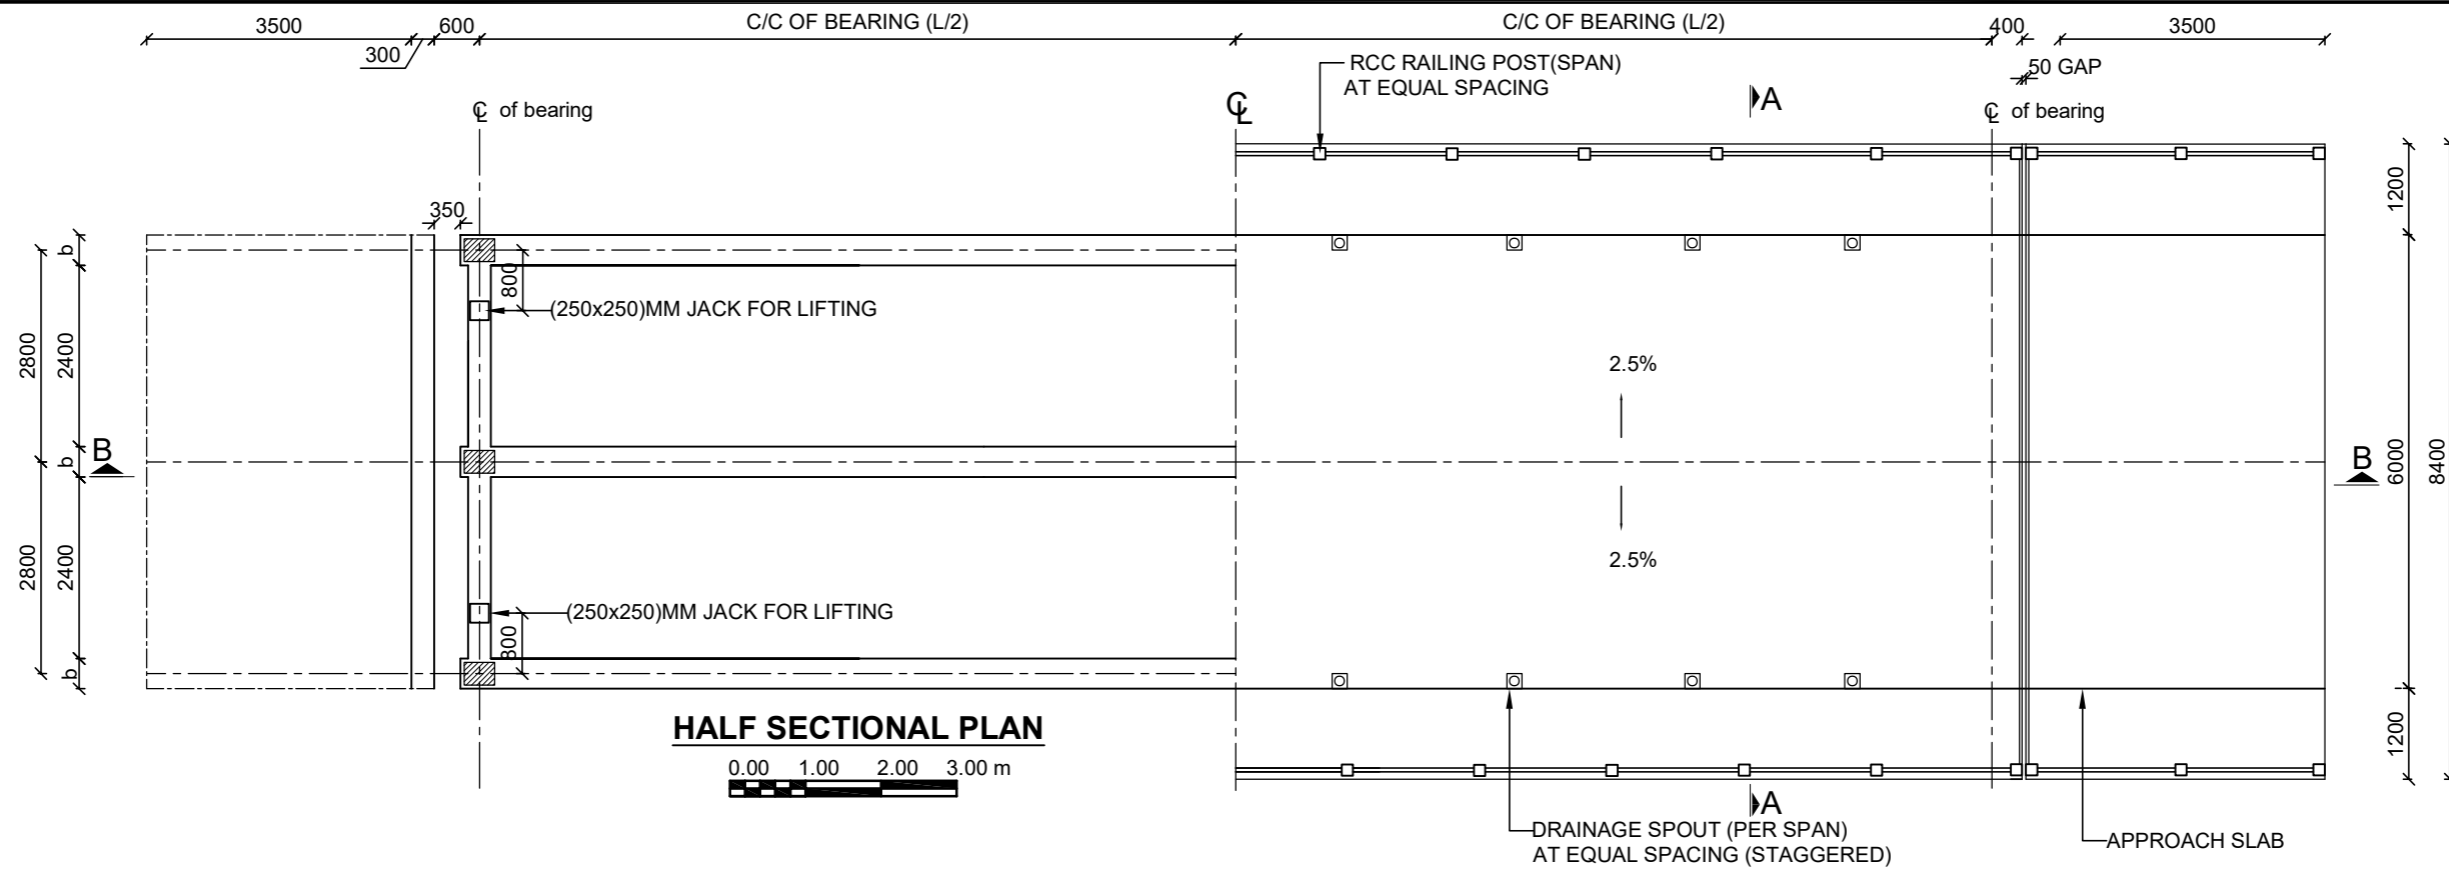 3500
600
C/C OF BEARING (L/2)
C/C OF BEARING (L/2)
400
3500
300
RCC RAILING POST(SPAN)
AT EQUAL SPACING
50 GAP
℄ of bearing
℄
A
℄ of bearing
350
1200
b
800
(250x250)MM JACK FOR LIFTING
2800
2400
2.5%
B
b
B
6000
8400
2800
2400
2.5%
(250x250)MM JACK FOR LIFTING
800
b
HALF SECTIONAL PLAN
0.00 1.00 2.00 3.00 m
1200
A
DRAINAGE SPOUT (PER SPAN)
AT EQUAL SPACING (STAGGERED)
APPROACH SLAB